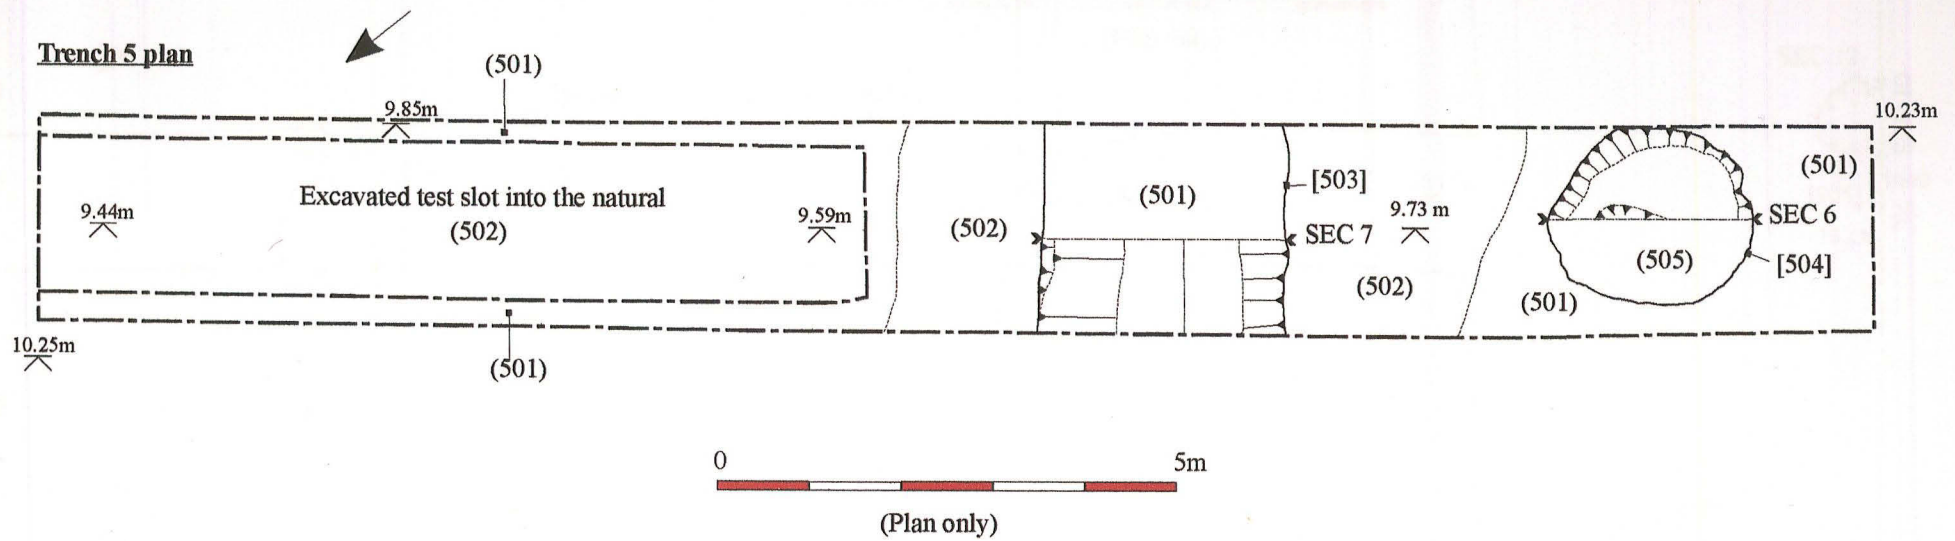 Trench 5 plan
(501)
9.85m
10.23m
(501)
Excavated test slot into the natural
(502)
9.44m
9.59m
(502)
(501)
[503]
SEC 7
9.73 m
(502)
SEC 6
(505)
[504]
(501)
10.25m
(501)
0 5m
(Plan only)